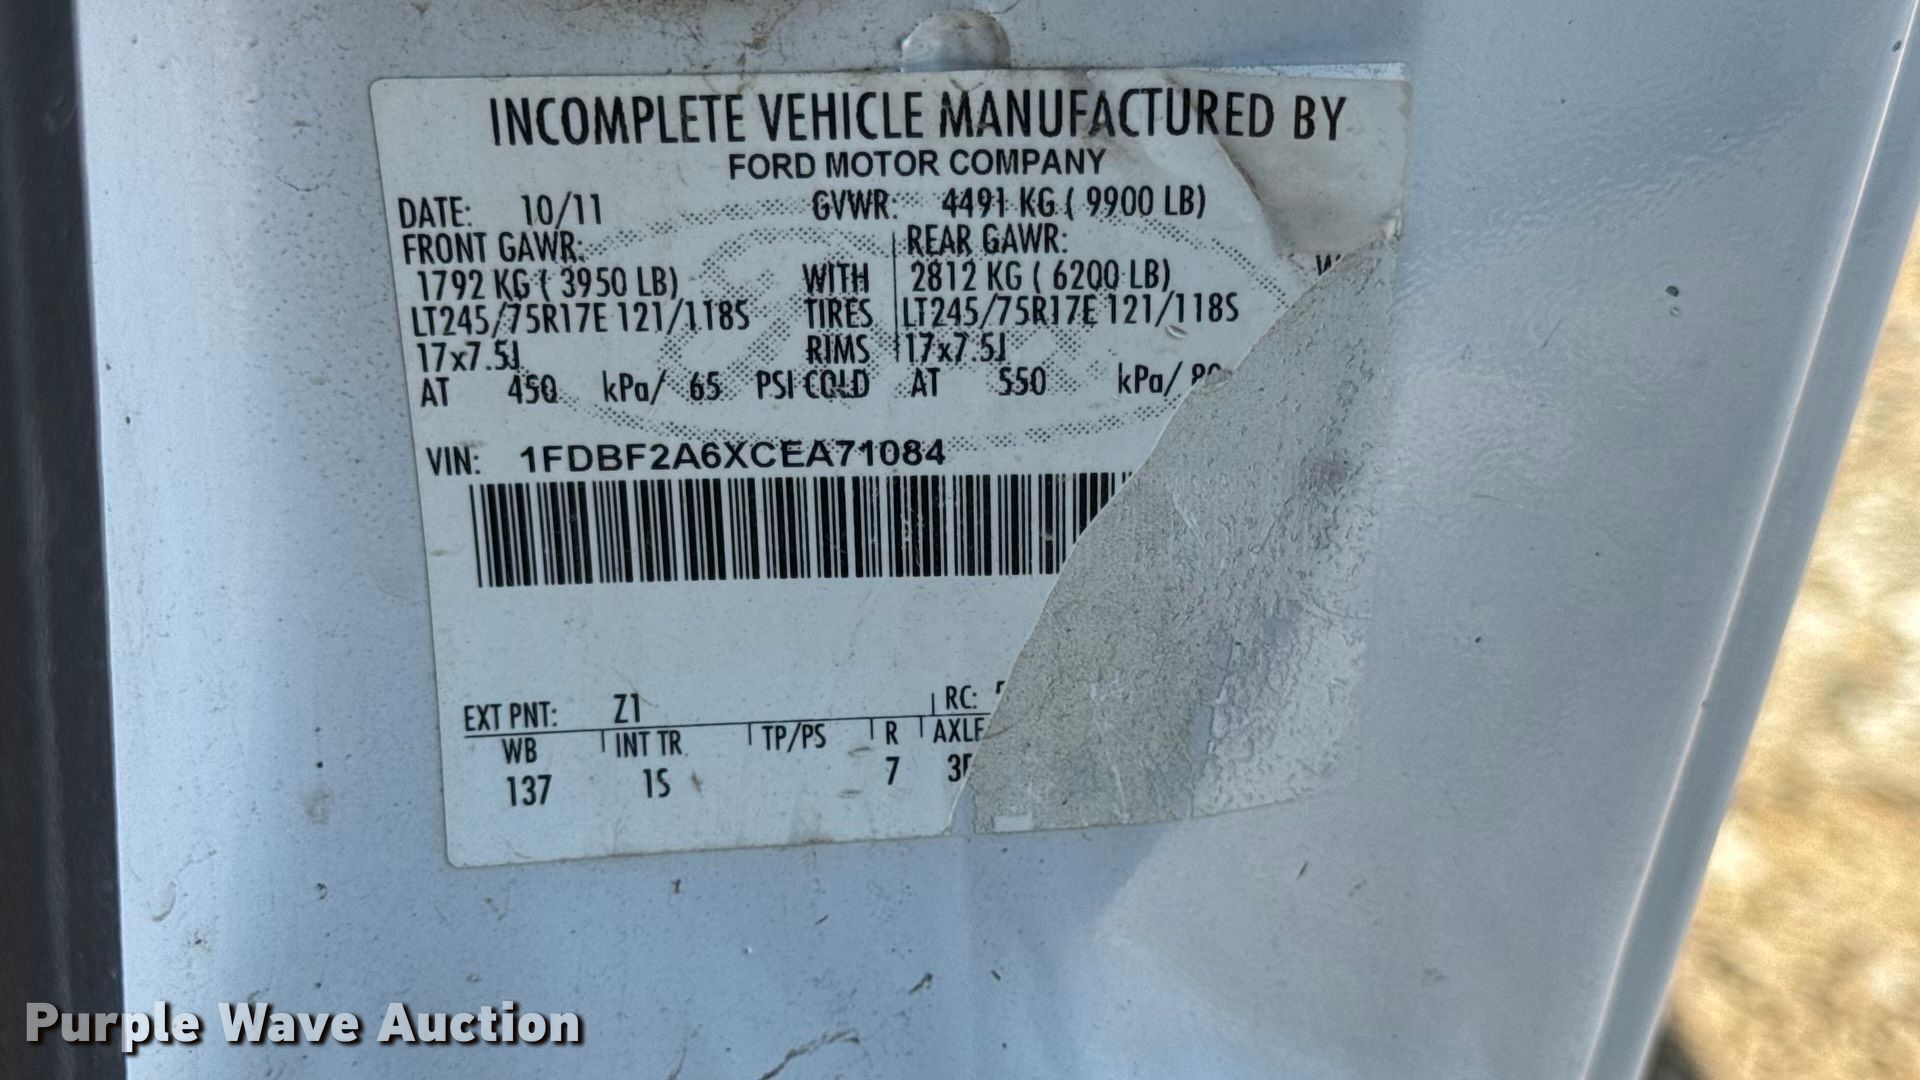 INCOMPLETE VEHICLE MANUFACTURED BY
FORD MOTOR COMPANY
DATE: 10/11 GVWR: 4491 KG ( 9900 LB)
FRONT GAWR: REAR GAWR:
1792 KG ( 3950 LB) WITH 2812 KG ( 6200 LB)
LT245/75R17E 121/118S TIRES LT245/75R17E 121/118S
17x7.5J RIMS 17x7.5J
AT 450 kPa/ 65 PSI COLD AT 550 kPa/
VIN: 1FDBF2A6XCEA71084
EXT PNT: Z1 RC:
WB INT TR TP/PS R AXLE
137 1S 7
Purple Wave Auction